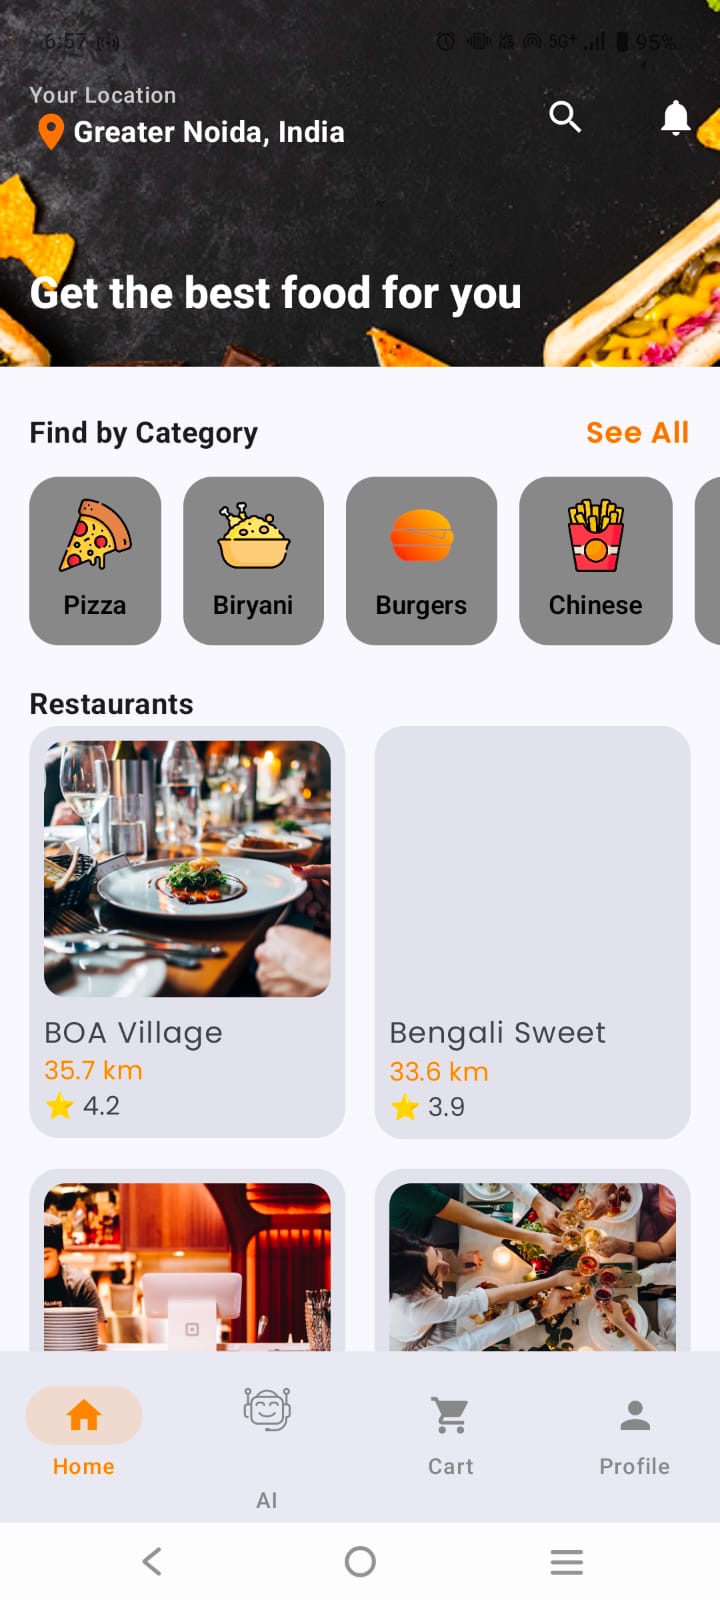 6:57
5G+ 95%
Your Location
Greater Noida, India
Get the best food for you
Find by Category
See All
Pizza
Biryani
Burgers
Chinese
Restaurants
BOA Village
Bengali Sweet
35.7 km
33.6 km
4.2
3.9
Home
AI
Cart
Profile